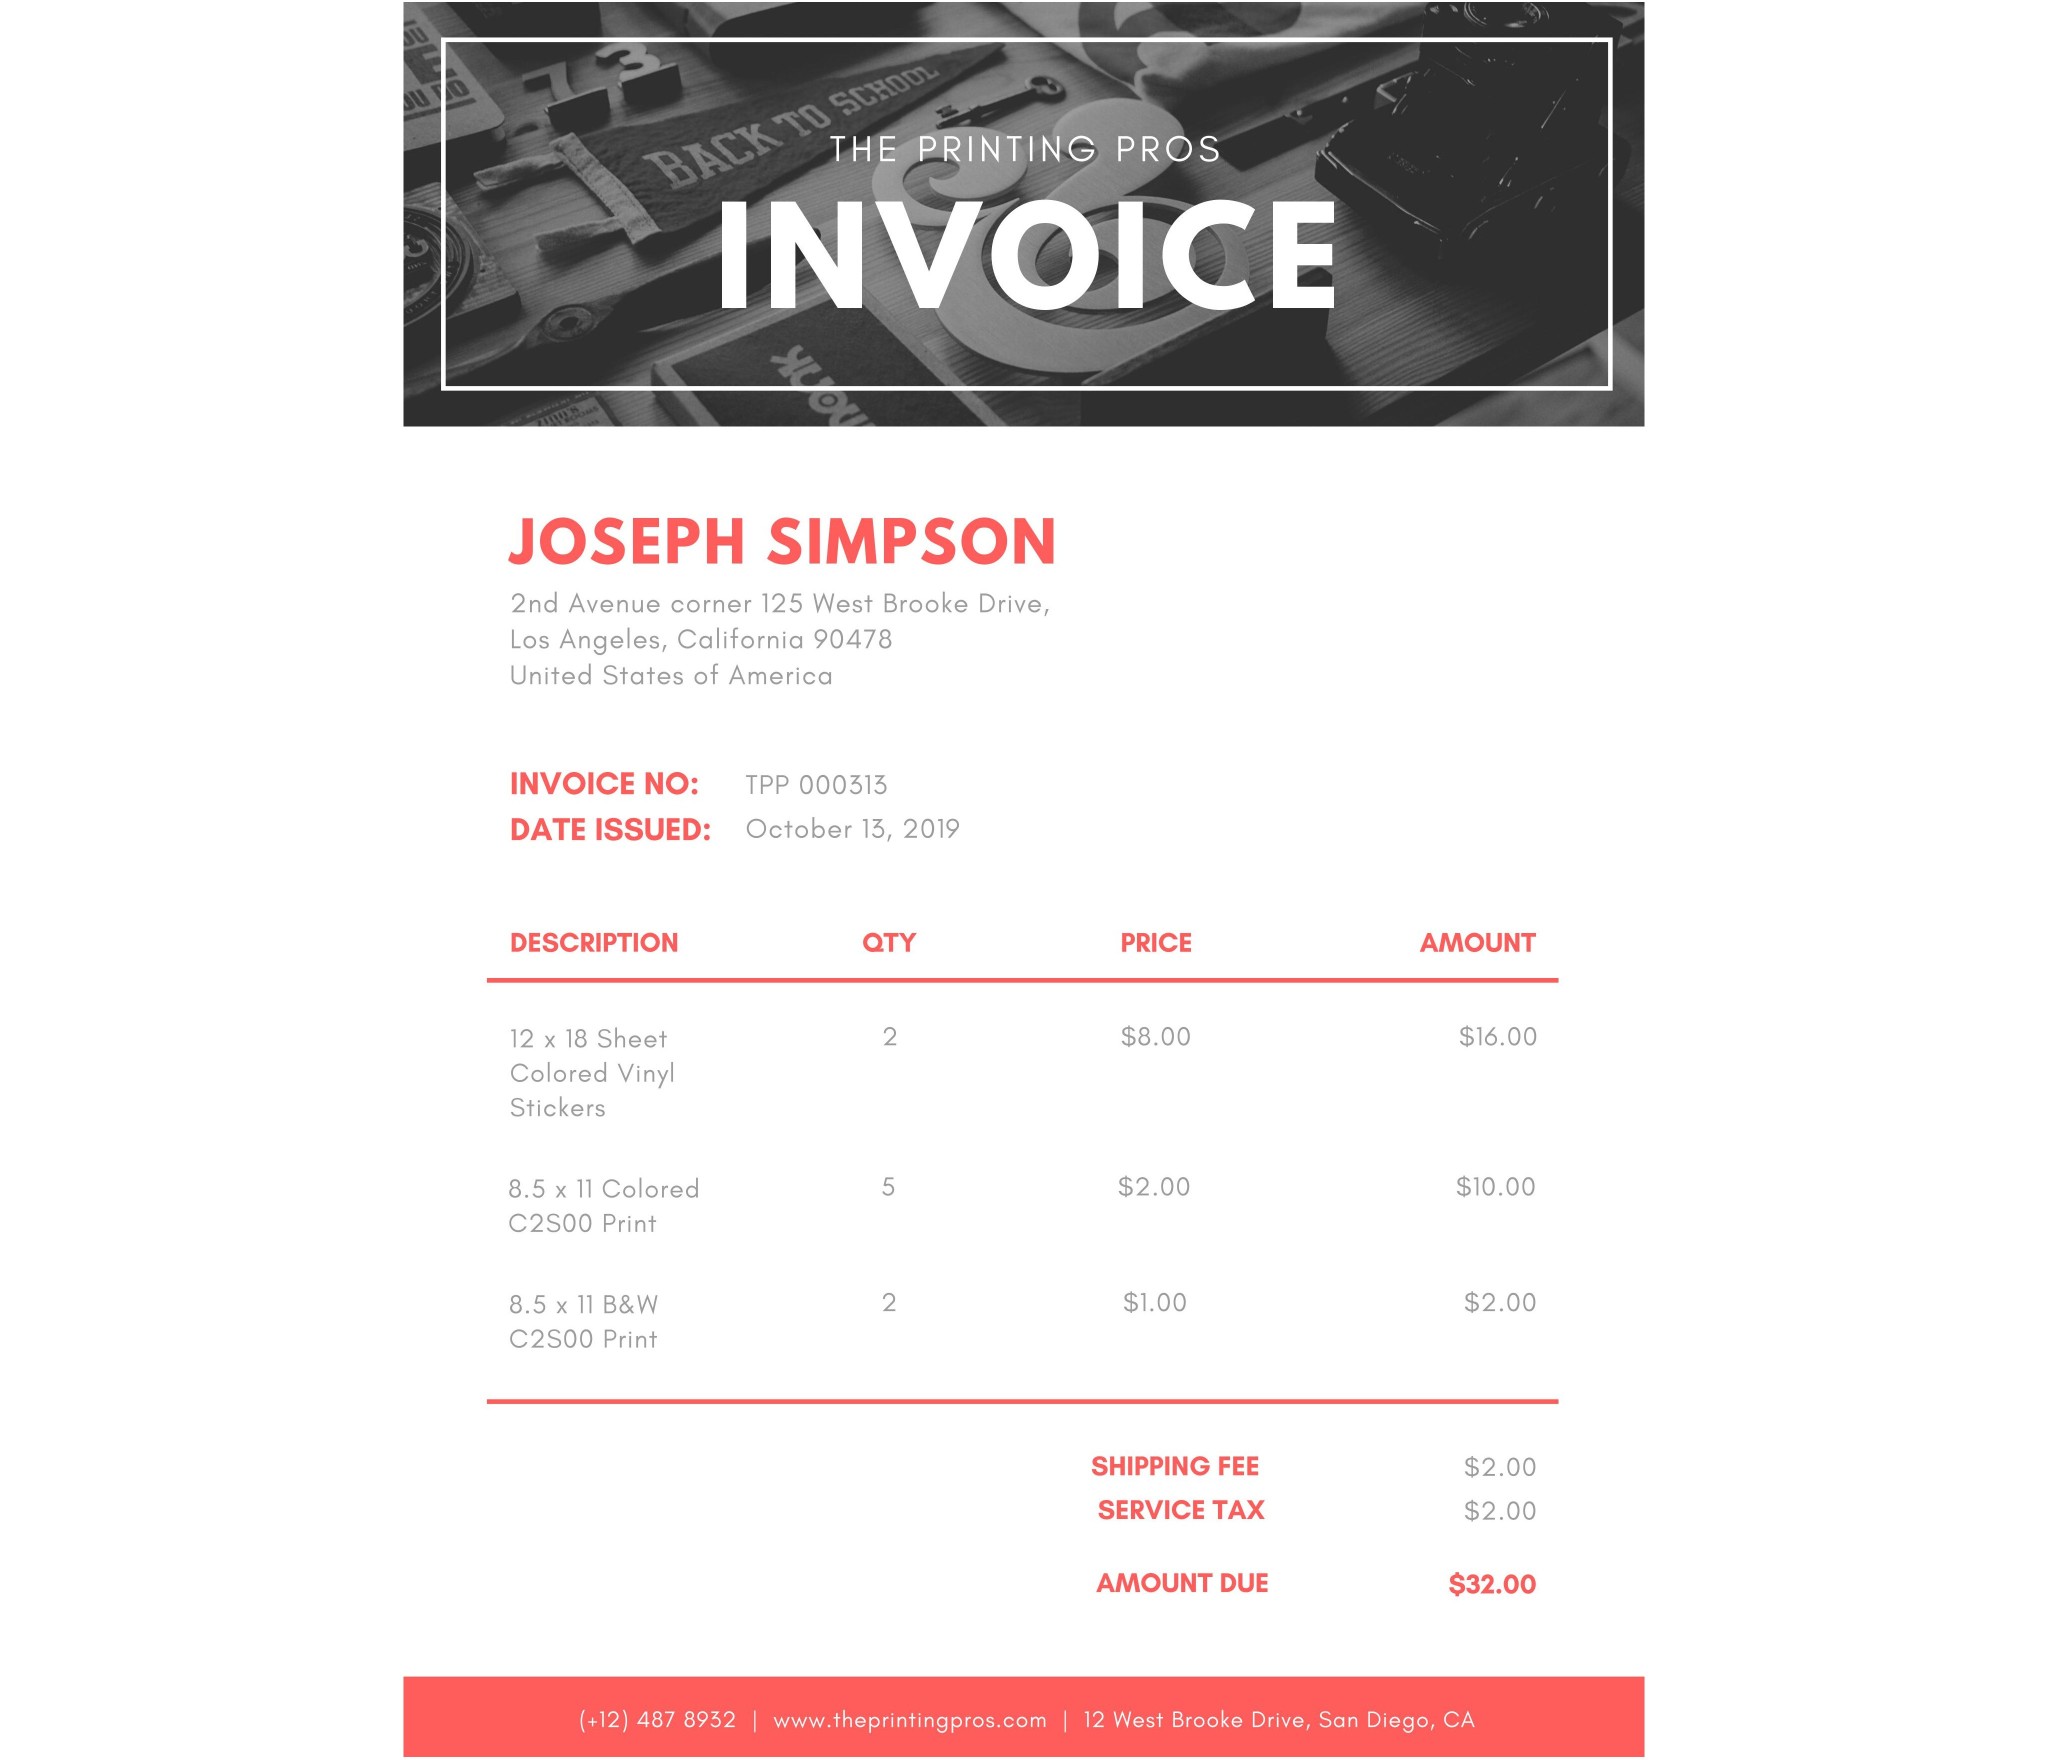 THE PRINTING PROS
INVOICE
BACK TO SCHOOL
73
JOSEPH SIMPSON
2nd Avenue corner 125 West Brooke Drive,
Los Angeles, California 90478
United States of America
INVOICE NO: TPP 000313
DATE ISSUED: October 13, 2019
DESCRIPTION QTY PRICE AMOUNT
12 x 18 Sheet 2 $8.00 $16.00
Colored Vinyl
Stickers
8.5 x 11 Colored 5 $2.00 $10.00
C2S00 Print
8.5 x 11 B&W 2 $1.00 $2.00
C2S00 Print
SHIPPING FEE $2.00
SERVICE TAX $2.00
AMOUNT DUE $32.00
(+12) 487 8932 | www.theprintingpros.com | 12 West Brooke Drive, San Diego, CA